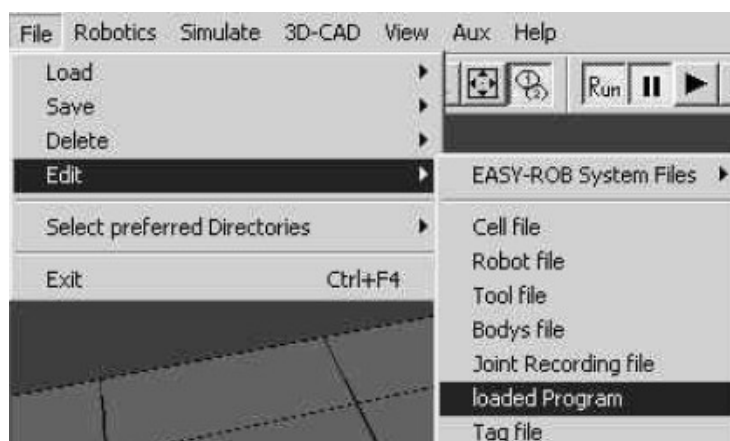 File Robotics Simulate 3D-CAD View Aux Help
Load
Save
Delete
Edit
Select preferred Directories
Exit Ctrl+F4
Run
EASY-ROB System Files
Cell file
Robot file
Tool file
Bodys file
Joint Recording file
loaded Program
Tag file